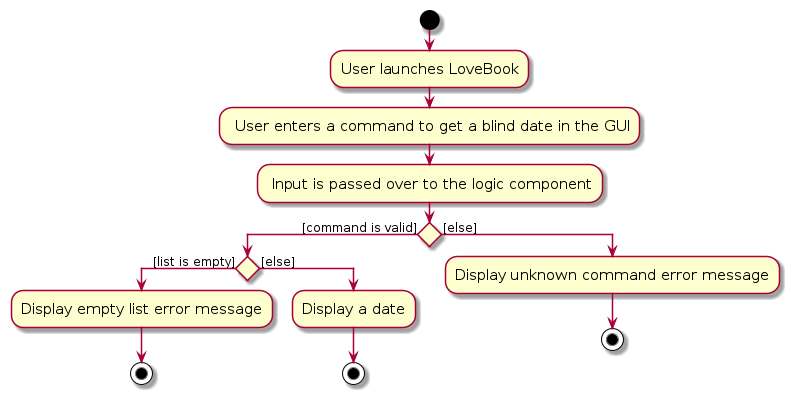 User launches LoveBook
User enters a command to get a blind date in the GUI
Input is passed over to the logic component
[command is valid]
[else]
[list is empty]
[else]
Display unknown command error message
Display empty list error message
Display a date